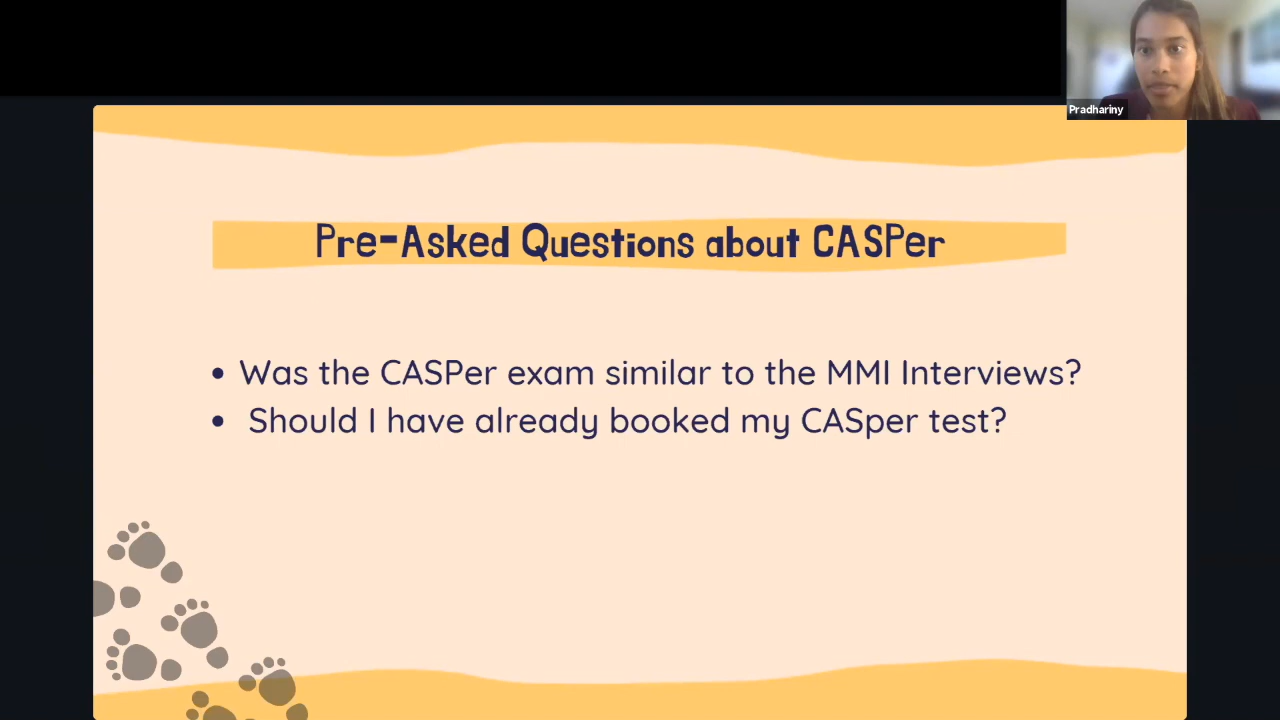 Pradhariny
Pre-Asked Questions about CASPer
• Was the CASPer exam similar to the MMI Interviews?
• Should I have already booked my CASper test?